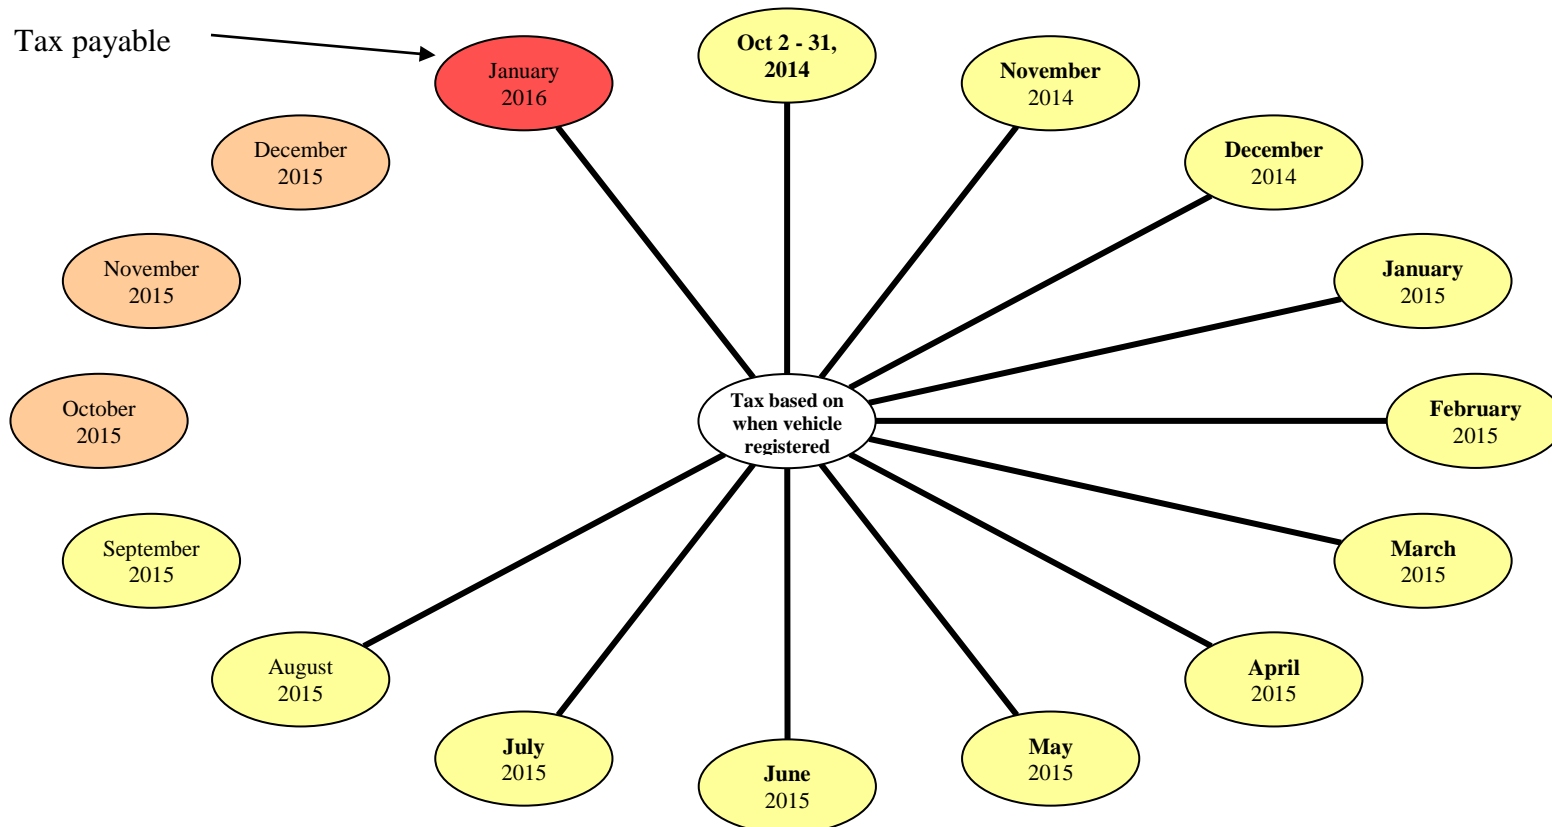 Tax payable
January
2016
Oct 2 - 31,
2014
November
2014
December
2014
January
2015
February
2015
March
2015
April
2015
May
2015
June
2015
July
2015
August
2015
September
2015
October
2015
November
2015
December
2015
Tax based on
when vehicle
registered